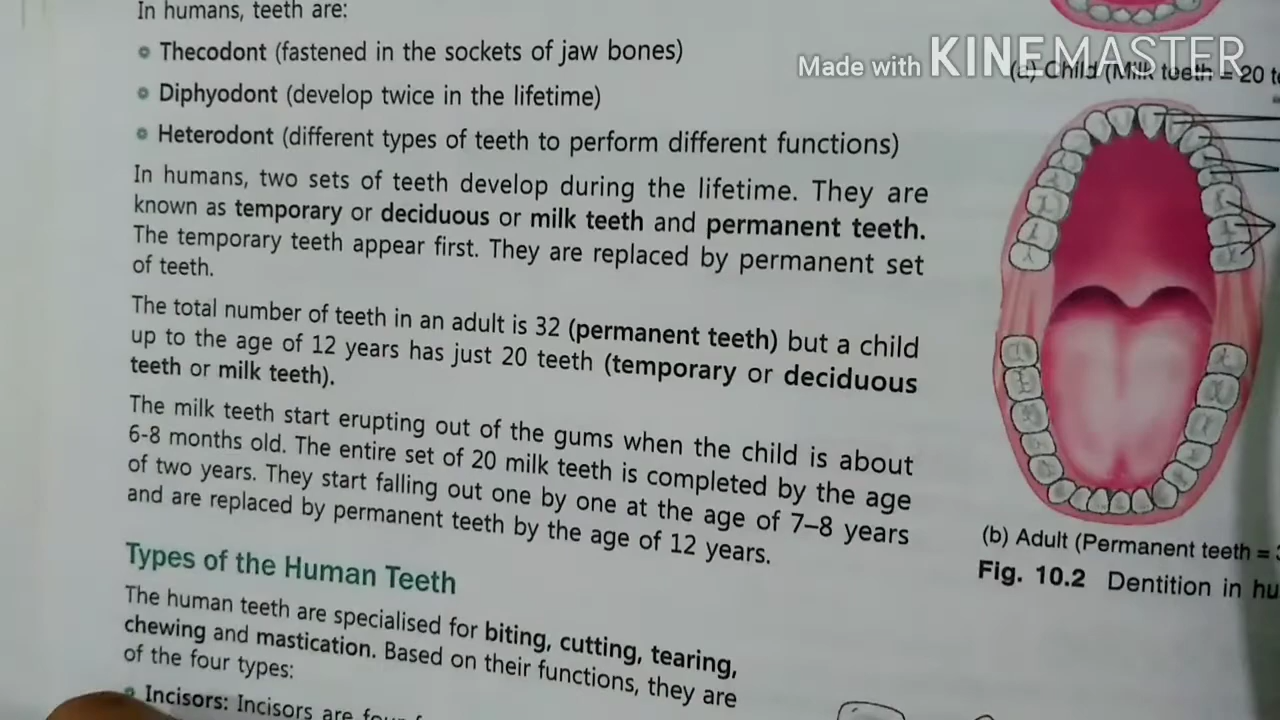 In humans, teeth are:
Thecodont (fastened in the sockets of jaw bones)
Diphyodont (develop twice in the lifetime)
Heterodont (different types of teeth to perform different functions)
In humans, two sets of teeth develop during the lifetime. They are
known as temporary or deciduous or milk teeth and permanent teeth.
The temporary teeth appear first. They are replaced by permanent set
of teeth.
The total number of teeth in an adult is 32 (permanent teeth) but a child
up to the age of 12 years has just 20 teeth (temporary or deciduous
teeth or milk teeth).
The milk teeth start erupting out of the gums when the child is about
6-8 months old. The entire set of 20 milk teeth is completed by the age
of two years. They start falling out one by one at the age of 7–8 years
and are replaced by permanent teeth by the age of 12 years.
Types of the Human Teeth
The human teeth are specialised for biting, cutting, tearing,
chewing and mastication. Based on their functions, they are
of the four types:
Incisors: Incisors are
Made with KINEMASTER
(a) Child (Milk teeth = 20
(b) Adult (Permanent teeth =
Fig. 10.2 Dentition in